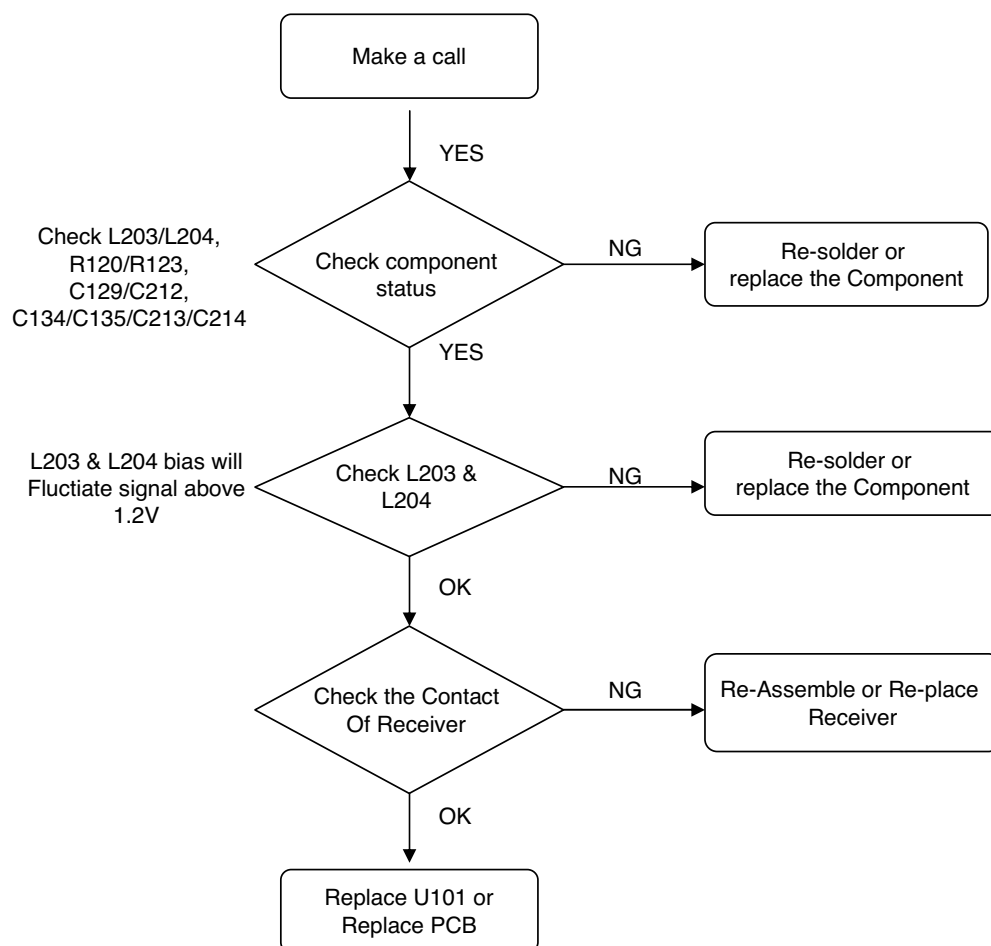 Make a call
YES
Check L203/L204,
R120/R123,
C129/C212,
C134/C135/C213/C214
Check component
status
NG
Re-solder or
replace the Component
YES
L203 & L204 bias will
Fluctiate signal above
1.2V
Check L203 &
L204
NG
Re-solder or
replace the Component
OK
Check the Contact
Of Receiver
NG
Re-Assemble or Re-place
Receiver
OK
Replace U101 or
Replace PCB